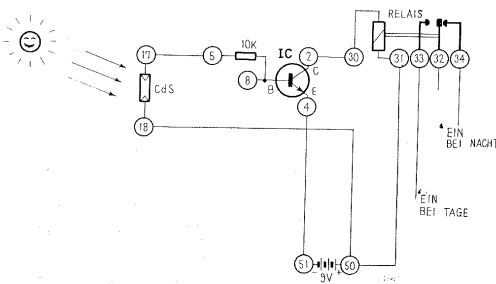 RELAIS
10K
IC
17
5
2
30
31
33
32
34
8
B
C
E
CdS
4
18
EIN
BEI NACHT
EIN
BEI TAGE
51
- +
50
9V